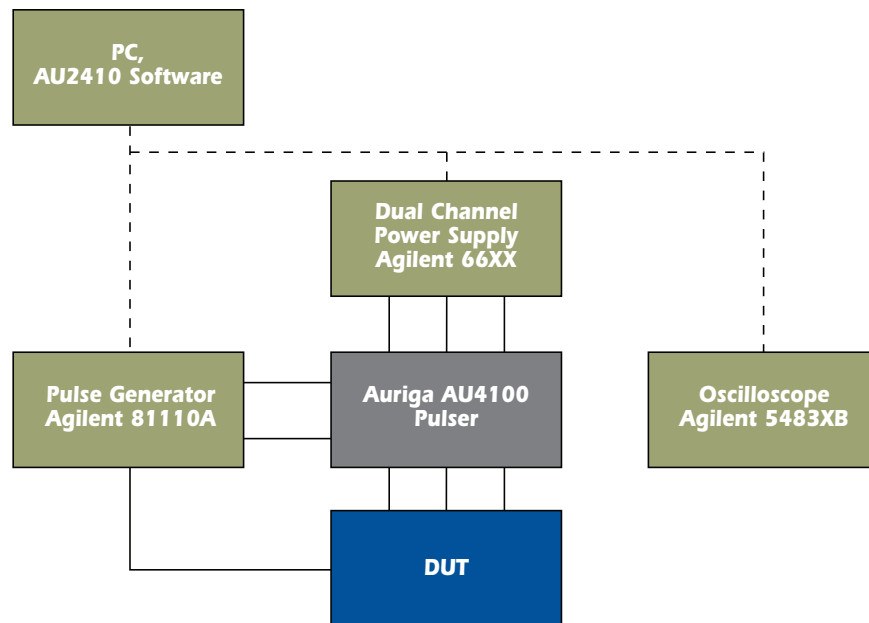 PC,
AU2410 Software
Dual Channel
Power Supply
Agilent 66XX
Pulse Generator
Agilent 81110A
Auriga AU4100
Pulser
Oscilloscope
Agilent 5483XB
DUT